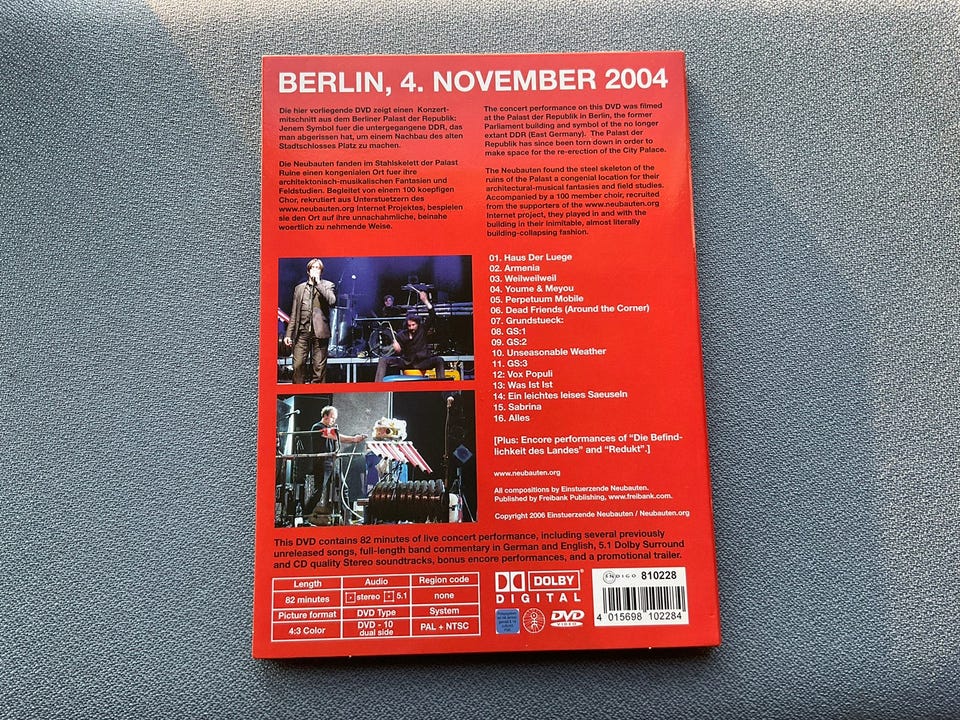 BERLIN, 4. NOVEMBER 2004
Die hier vorliegende DVD zeigt einen Konzert-
mitschnitt aus dem Berliner Palast der Republik;
Jenem Symbol fuer die untergegangene DDR, das
man abgerissen hat, um einem Nachbau des alten
Stadtschlosses Platz zu machen.
Die Neubauten fanden im Stahlskelett der Palast
Ruine einen kongenialen Ort fuer ihre
architektonisch-musikalischen Fantasien und
Feldstudien. Begleitet von einem 100 koepfigen
Chor, rekrutiert aus Unterstuetzern des
www.neubauten.org Internet Projektes, bespielen
sie den Ort auf ihre unnachahmliche, beinahe
woertlich zu nehmende Weise.
The concert performance on this DVD was filmed
at the Palast der Republik in Berlin, the former
Parliament building and symbol of the no longer
extant DDR (East Germany). The Palast der
Republik has since been torn down in order to
make space for the re-erection of the City Palace.
The Neubauten found the steel skeleton of the
ruins of the Palast a congenial location for their
architectural-musical fantasies and field studies.
Accompanied by a 100 member choir, recruited
from the supporters of the www.neubauten.org
Internet project, they played in and with the
building in their inimitable, almost literally
building-collapsing fashion.
01. Haus Der Luege
02. Armenia
03. Weilweilweil
04. Youme & Meyou
05. Perpetuum Mobile
06. Dead Friends (Around the Corner)
07. Grundstueck:
08. GS:1
09. GS:2
10. Unseasonable Weather
11. GS:3
12: Vox Populi
13: Was Ist Ist
14: Ein leichtes leises Saeuseln
15. Sabrina
16. Alles
[Plus: Encore performances of "Die Befind-
lichkeit des Landes" and "Redukt".]
www.neubauten.org
All compositions by Einstuerzende Neubauten.
Published by Freibank Publishing, www.freibank.com.
Copyright 2006 Einstuerzende Neubauten / Neubauten.org
This DVD contains 82 minutes of live concert performance, including several previously
unreleased songs, full-length band commentary in German and English, 5.1 Dolby Surround
and CD quality Stereo soundtracks, bonus encore performances, and a promotional trailer.
Length Audio Region code
82 minutes stereo 5.1 none
Picture format DVD Type System
4:3 Color DVD - 10 PAL + NTSC
dual side
DOLBY
DIGITAL
DVD
VIDEO
INDIGO 810228
4 015698 102284